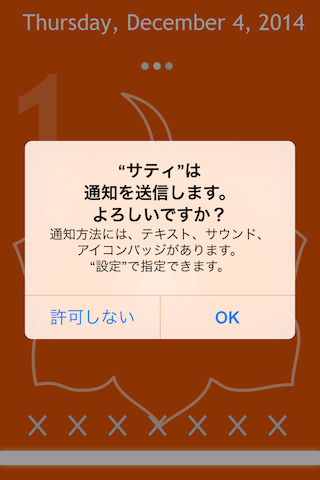 Thursday, December 4, 2014
1
“サティ”は
通知を送信します。
よろしいですか？
通知方法には、テキスト、サウンド、
アイコンバッジがあります。
“設定”で指定できます。
許可しない
OK
X X X X X X X